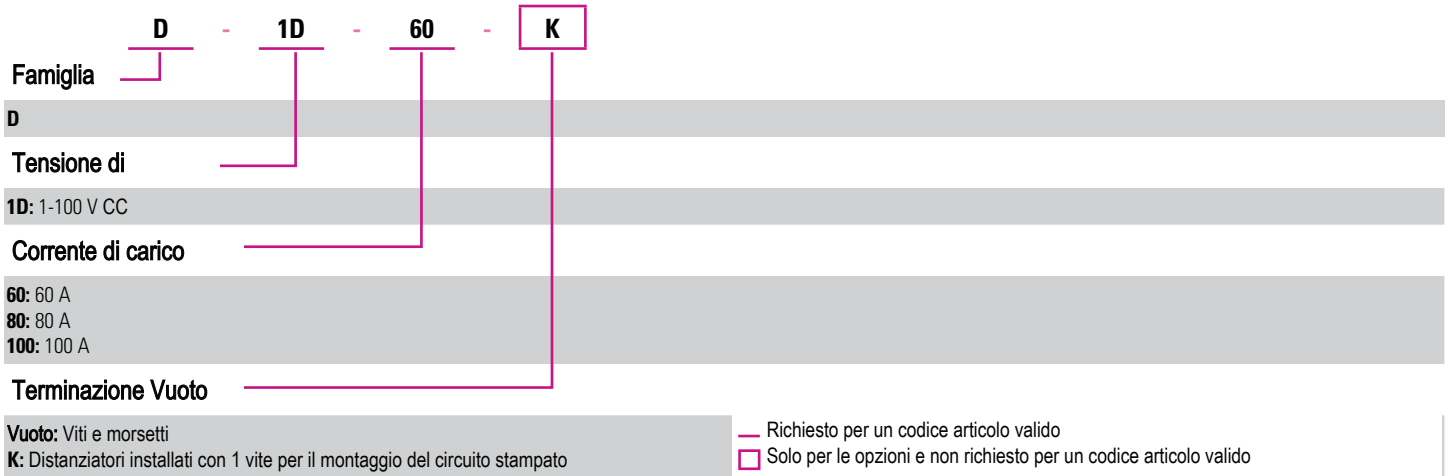 D - 1D - 60 - K
Famiglia
D
Tensione di
1D: 1-100 V CC
Corrente di carico
60: 60 A
80: 80 A
100: 100 A
Terminazione Vuoto
Vuoto: Viti e morsetti
K: Distanziatori installati con 1 vite per il montaggio del circuito stampato
Richiesto per un codice articolo valido
Solo per le opzioni e non richiesto per un codice articolo valido